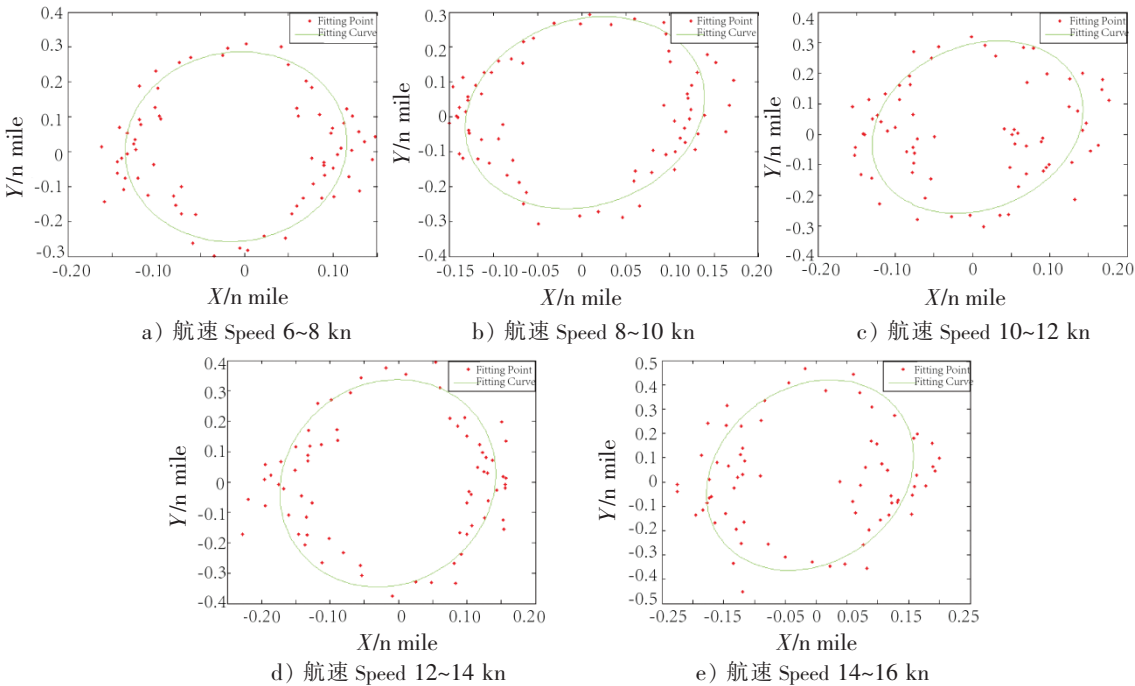 Fitting Point
Fitting Curve
0.4
0.3
0.2
0.1
0
-0.1
-0.2
-0.3
-0.20
-0.10
0
0.10
Y/n mile
X/n mile
a) 航速 Speed 6~8 kn
Fitting Point
Fitting Curve
0.3
0.2
0.1
0
-0.1
-0.2
-0.3
-0.4
-0.15
-0.10
-0.05
0
0.05
0.10
0.15
0.20
Y/n mile
X/n mile
b) 航速 Speed 8~10 kn
Fitting Point
Fitting Curve
0.4
0.3
0.2
0.1
0
-0.1
-0.2
-0.3
-0.4
-0.20
-0.10
0
0.10
0.20
Y/n mile
X/n mile
c) 航速 Speed 10~12 kn
Fitting Point
Fitting Curve
0.4
0.3
0.2
0.1
0
-0.1
-0.2
-0.3
-0.4
-0.20
-0.10
0
0.10
0.20
Y/n mile
X/n mile
d) 航速 Speed 12~14 kn
Fitting Point
Fitting Curve
0.5
0.4
0.3
0.2
0.1
0
-0.1
-0.2
-0.3
-0.4
-0.5
-0.25
-0.15
-0.05
0
0.05
0.15
0.25
Y/n mile
X/n mile
e) 航速 Speed 14~16 kn